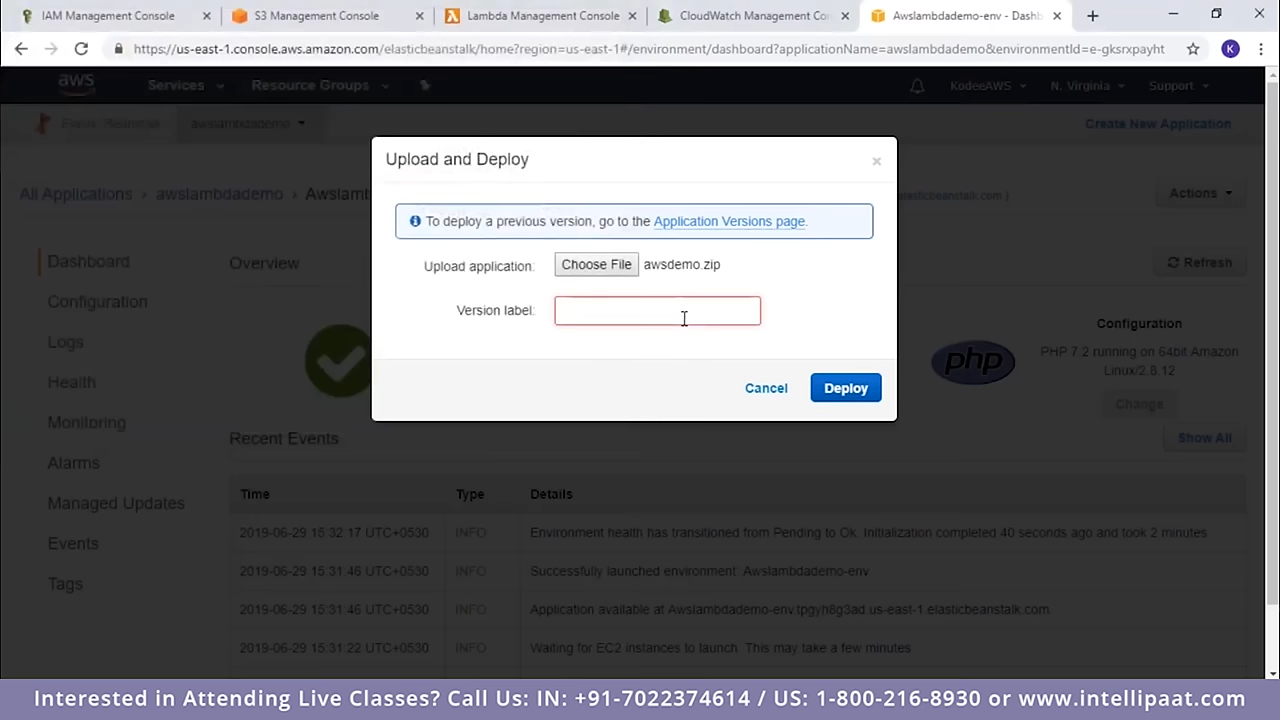 IAM Management Console
S3 Management Console
Lambda Management Console
CloudWatch Management Con
Awslambdademo-env - Dashb
https://us-east-1.console.aws.amazon.com/elasticbeanstalk/home?region=us-east-1#/environment/dashboard?applicationName=awslambdademo&environmentId=e-gksrxpayht
K
aws
Services
Resource Groups
KodeeAWS
N. Virginia
Support
Elastic Beanstalk
awslambdademo
Create New Application
All Applications
awslambdademo
Awslam
elasticbeanstalk.com )
Actions
Upload and Deploy
To deploy a previous version, go to the Application Versions page.
Upload application: Choose File awsdemo.zip
Version label:
Cancel
Deploy
Dashboard
Configuration
Logs
Health
Monitoring
Alarms
Managed Updates
Events
Tags
Overview
Refresh
php
Configuration
PHP 7.2 running on 64bit Amazon
Linux/2.8.12
Change
Recent Events
Show All
Time Type Details
2019-06-29 15:32:17 UTC+0530 INFO Environment health has transitioned from Pending to Ok. Initialization completed 40 seconds ago and took 2 minutes
2019-06-29 15:31:46 UTC+0530 INFO Successfully launched environment: Awslambdademo-env
2019-06-29 15:31:46 UTC+0530 INFO Application available at Awslambdademo-env.tpgyh8g3ad.us-east-1.elasticbeanstalk.com.
2019-06-29 15:31:22 UTC+0530 INFO Waiting for EC2 instances to launch. This may take a few minutes.
Interested in Attending Live Classes? Call Us: IN: +91-7022374614 / US: 1-800-216-8930 or www.intellipaat.com